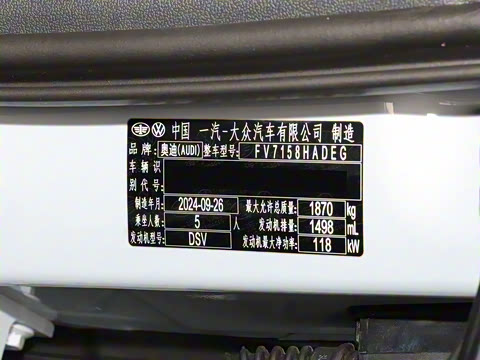 中国 一汽-大众汽车有限公司 制造
品牌 奥迪(AUDI) 整车型号 FV7158HADEG
车辆识
别代号
制造年月 2024-09-26 最大允许总质量 1870 kg
乘坐人数 5 人 发动机排量 1498 mL
发动机型号 DSV 发动机最大净功率 118 kW